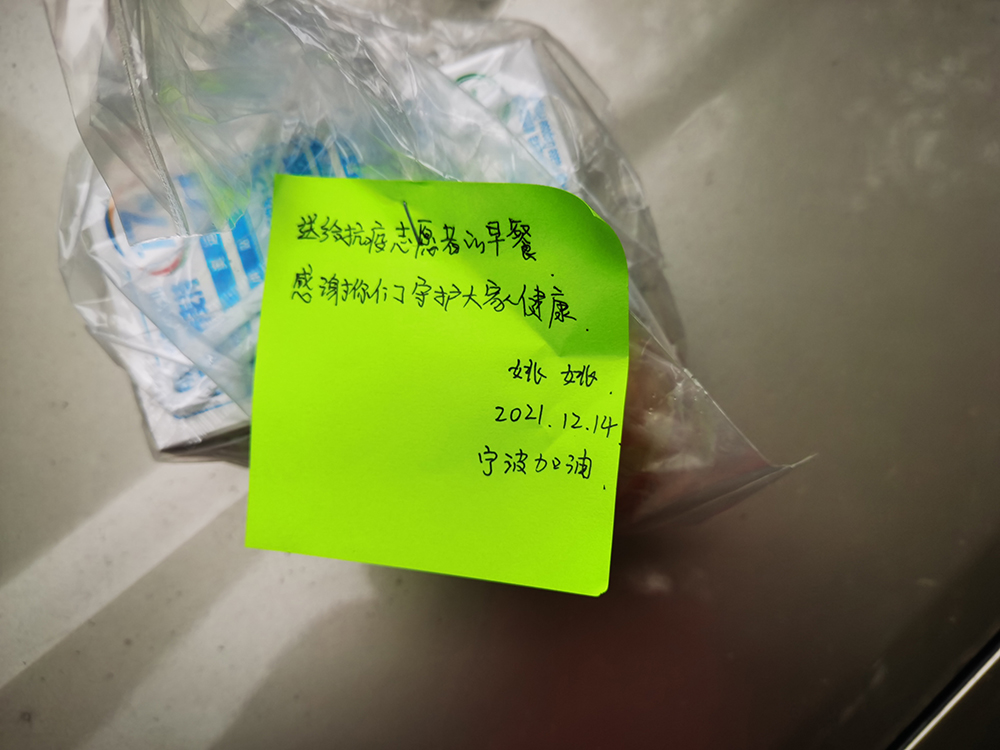 送给抗疫志愿者的早餐.
感谢你们守护大家健康.
姚姚.
2021.12.14
宁波加油.